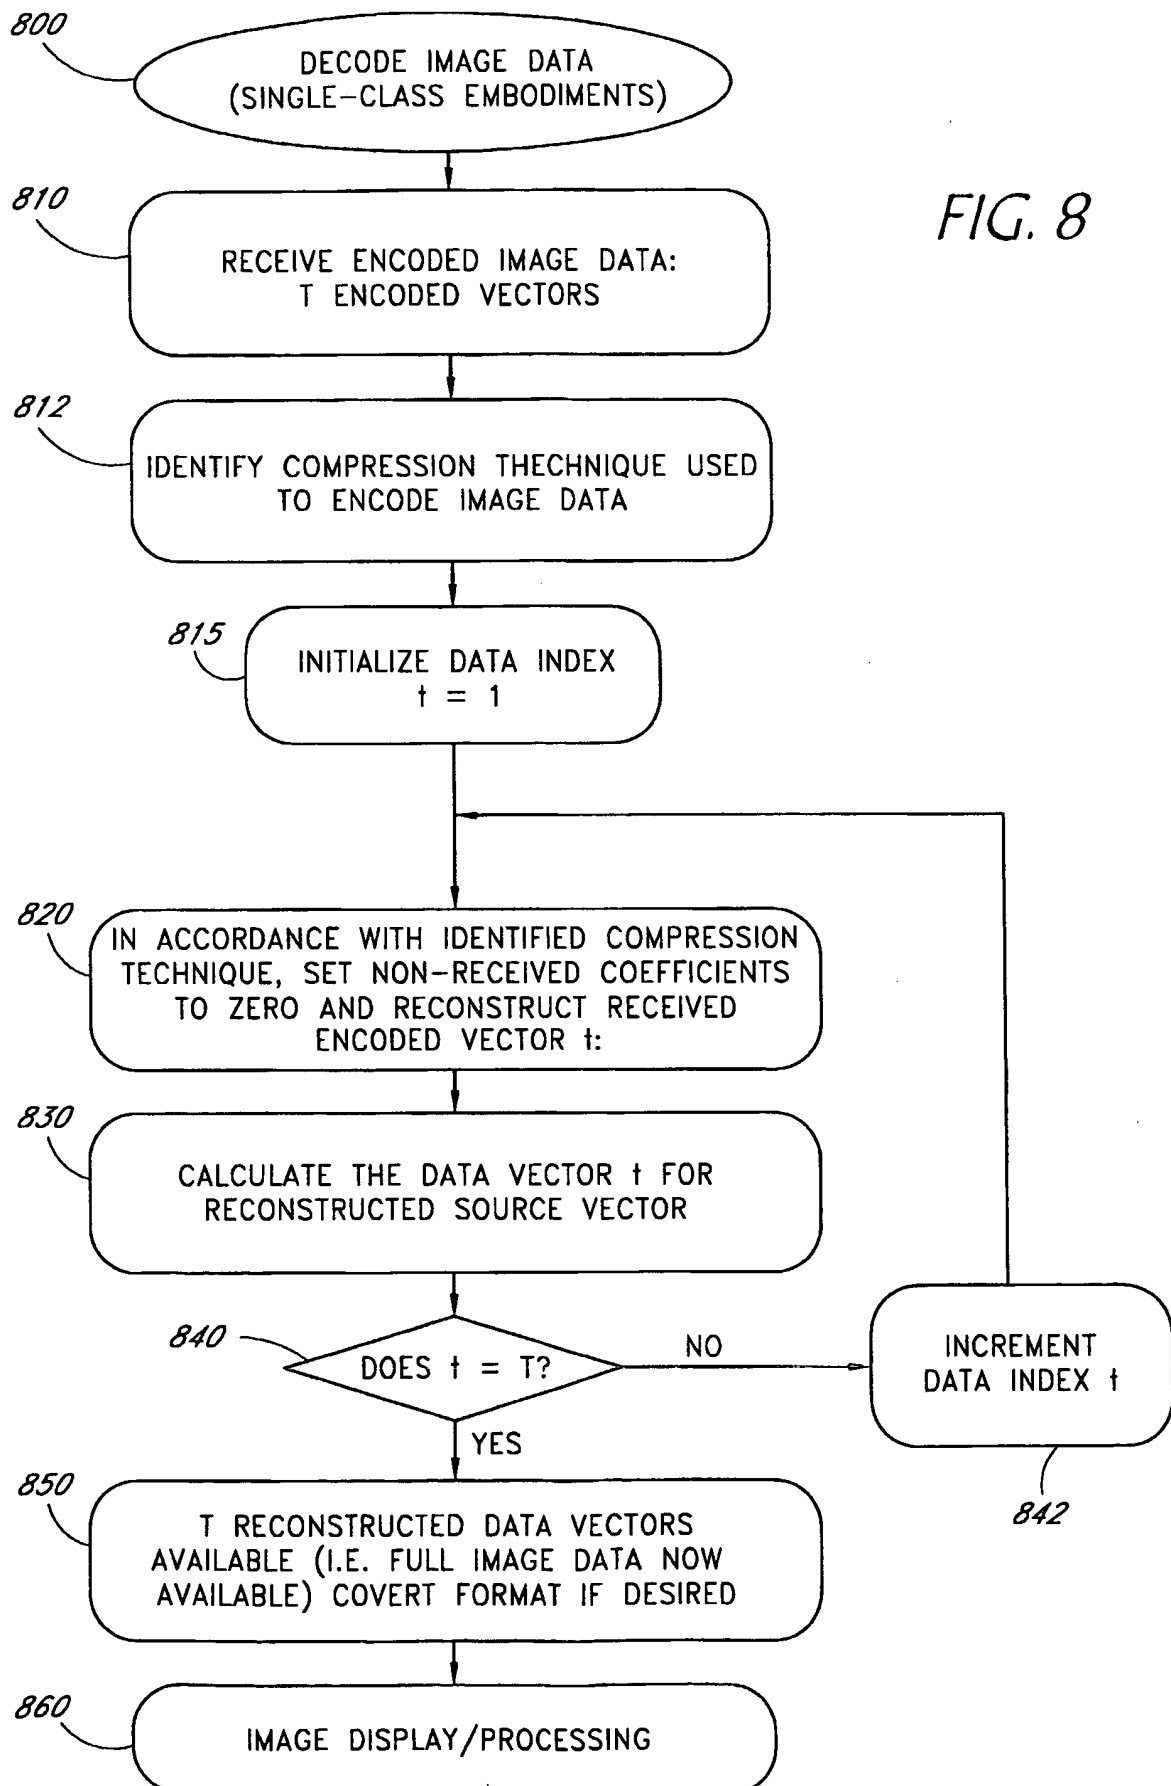 800
DECODE IMAGE DATA
(SINGLE-CLASS EMBODIMENTS)
FIG. 8
810
RECEIVE ENCODED IMAGE DATA:
T ENCODED VECTORS
812
IDENTIFY COMPRESSION THECHNIQUE USED
TO ENCODE IMAGE DATA
815
INITIALIZE DATA INDEX
t = 1
820
IN ACCORDANCE WITH IDENTIFIED COMPRESSION
TECHNIQUE, SET NON-RECEIVED COEFFICIENTS
TO ZERO AND RECONSTRUCT RECEIVED
ENCODED VECTOR t:
830
CALCULATE THE DATA VECTOR t FOR
RECONSTRUCTED SOURCE VECTOR
840
DOES t = T?
NO
INCREMENT
DATA INDEX t
842
YES
850
T RECONSTRUCTED DATA VECTORS
AVAILABLE (I.E. FULL IMAGE DATA NOW
AVAILABLE) COVERT FORMAT IF DESIRED
860
IMAGE DISPLAY/PROCESSING